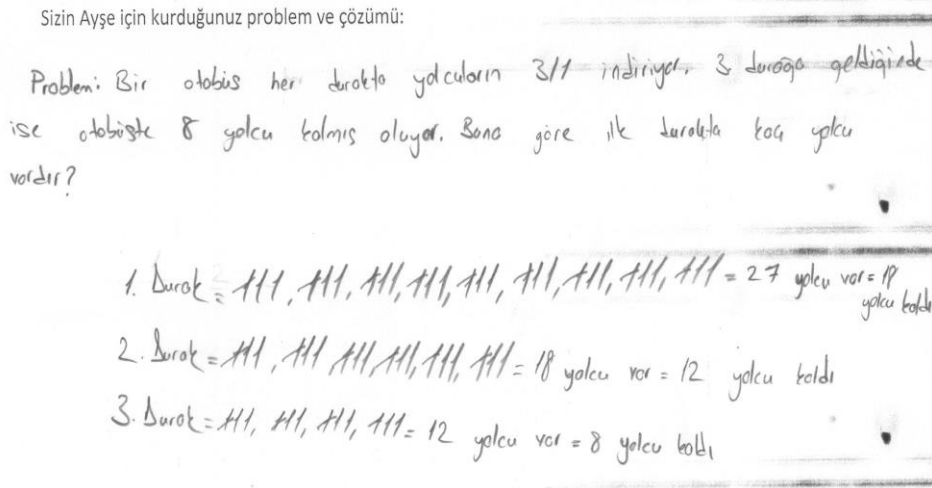 Sizin Ayşe için kurduğunuz problem ve çözümü:
Problem: Bir otobüs her durakta yolcuların 3/1 indiriyor. 3. durağa geldiğinde
ise otobüste 8 yolcu kalmış oluyor. Buna göre ilk durakta kaç yolcu
vardır?
1. Durak = 111, 111, 111, 111, 111, 111, 111, 111, 111 = 27 yolcu var = 18
yolcu kaldı
2. Durak = 111, 111 111, 111, 111, 111 = 18 yolcu var = 12 yolcu kaldı
3. Durak = 111, 111, 111, 111 = 12 yolcu var = 8 yolcu kaldı